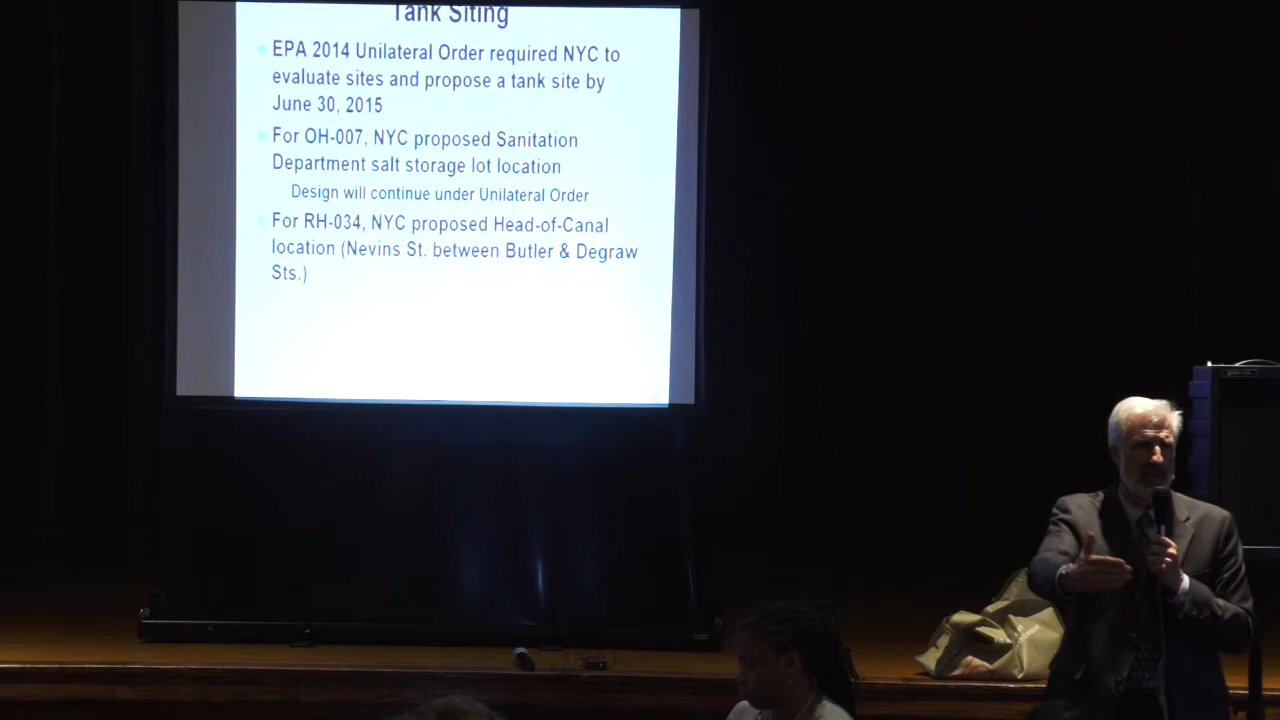 Tank Siting
EPA 2014 Unilateral Order required NYC to
evaluate sites and propose a tank site by
June 30, 2015
For OH-007, NYC proposed Sanitation
Department salt storage lot location
Design will continue under Unilateral Order
For RH-034, NYC proposed Head-of-Canal
location (Nevins St. between Butler & Degraw
Sts.)